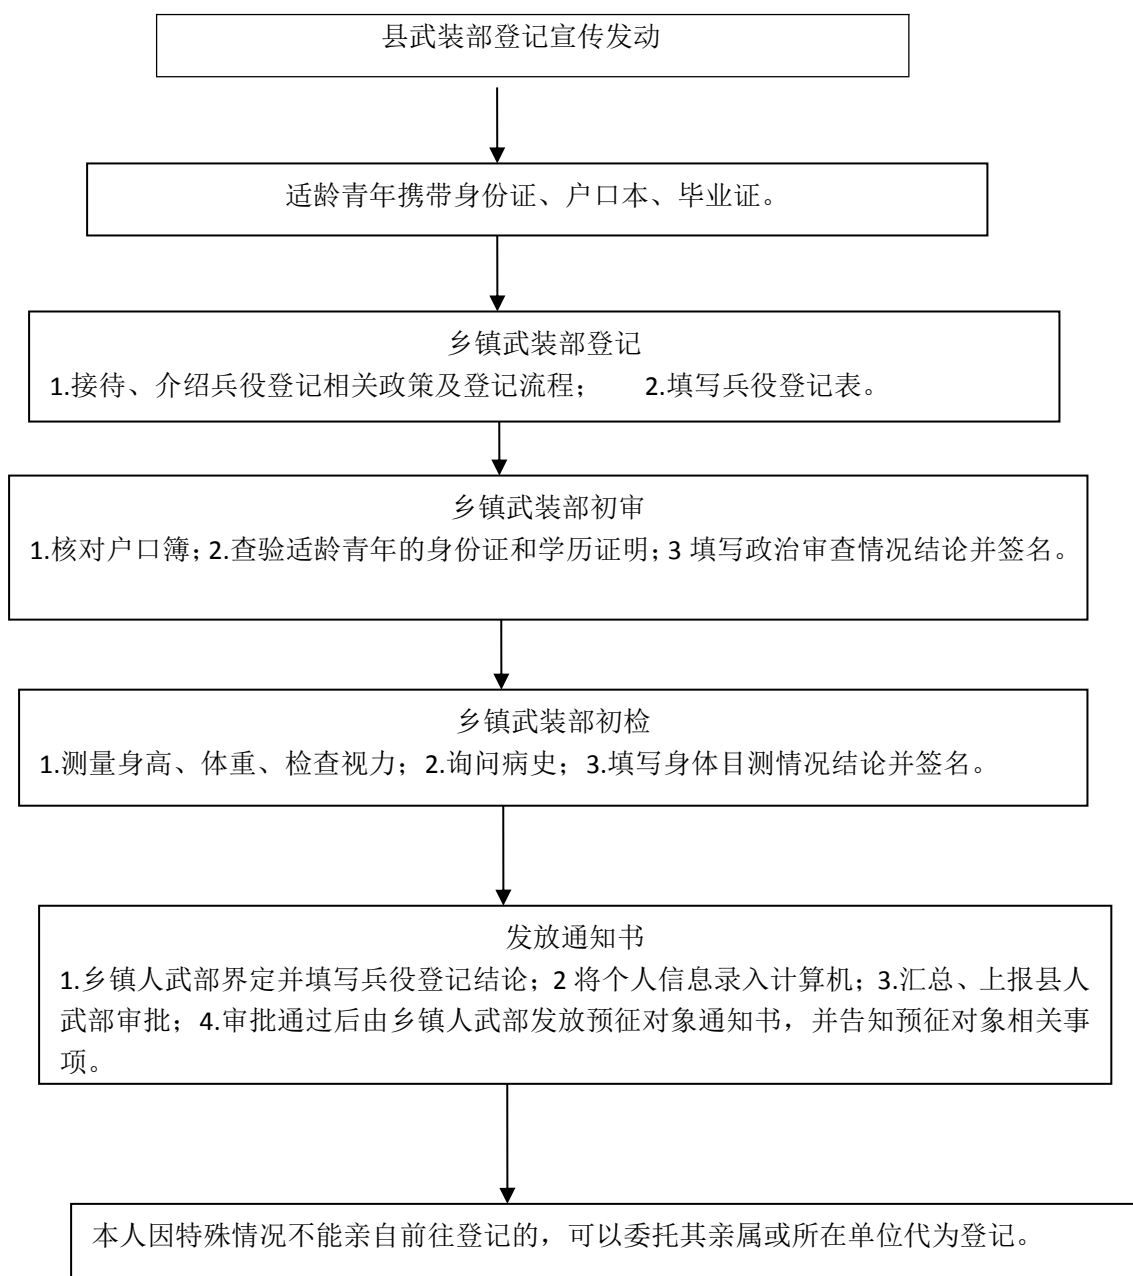 县武装部登记宣传发动
适龄青年携带身份证、户口本、毕业证。
乡镇武装部登记
1.接待、介绍兵役登记相关政策及登记流程； 2.填写兵役登记表。
乡镇武装部初审
1.核对户口簿；2.查验适龄青年的身份证和学历证明；3 填写政治审查情况结论并签名。
乡镇武装部初检
1.测量身高、体重、检查视力；2.询问病史；3.填写身体目测情况结论并签名。
发放通知书
1.乡镇人武部界定并填写兵役登记结论；2 将个人信息录入计算机；3.汇总、上报县人
武部审批；4.审批通过后由乡镇人武部发放预征对象通知书，并告知预征对象相关事
项。
本人因特殊情况不能亲自前往登记的，可以委托其亲属或所在单位代为登记。